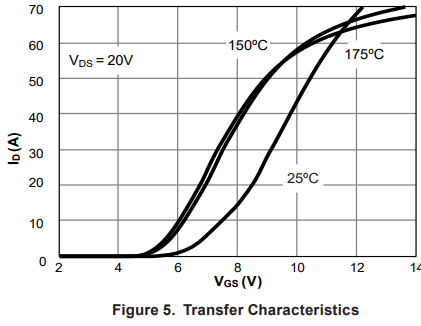 70
60
50
40
30
20
10
0
I_D (A)
V_DS = 20V
150ºC
175ºC
25ºC
2 4 6 8 10 12 14
V_GS (V)
Figure 5. Transfer Characteristics